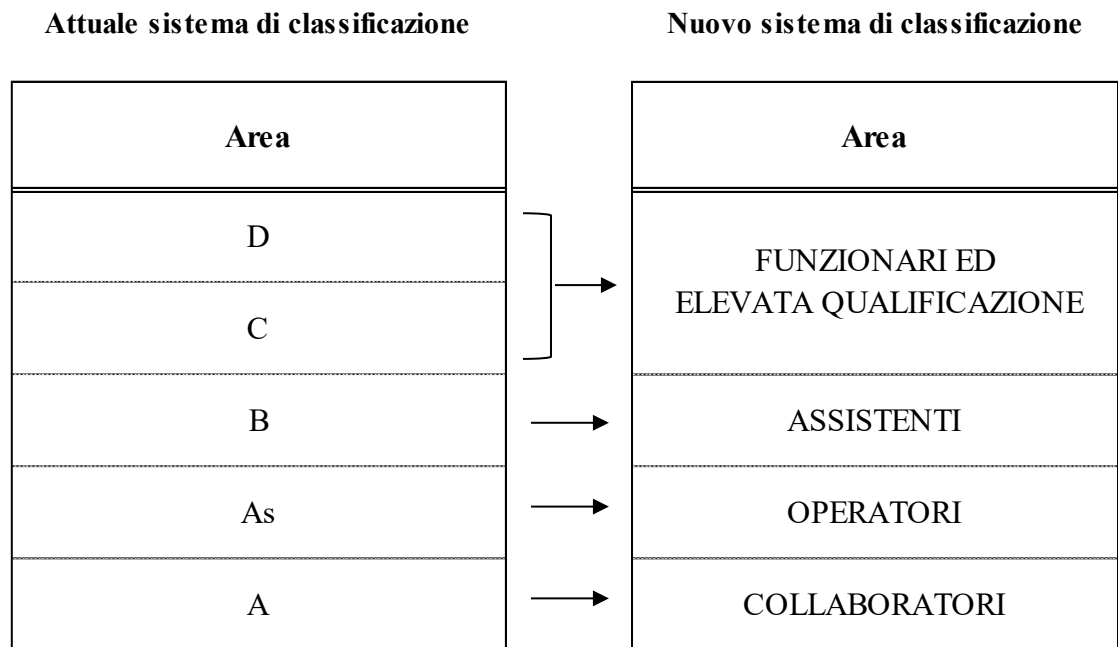 Attuale sistema di classificazione
Nuovo sistema di classificazione
Area
Area
D
C
FUNZIONARI ED
ELEVATA QUALIFICAZIONE
B
ASSISTENTI
As
OPERATORI
A
COLLABORATORI